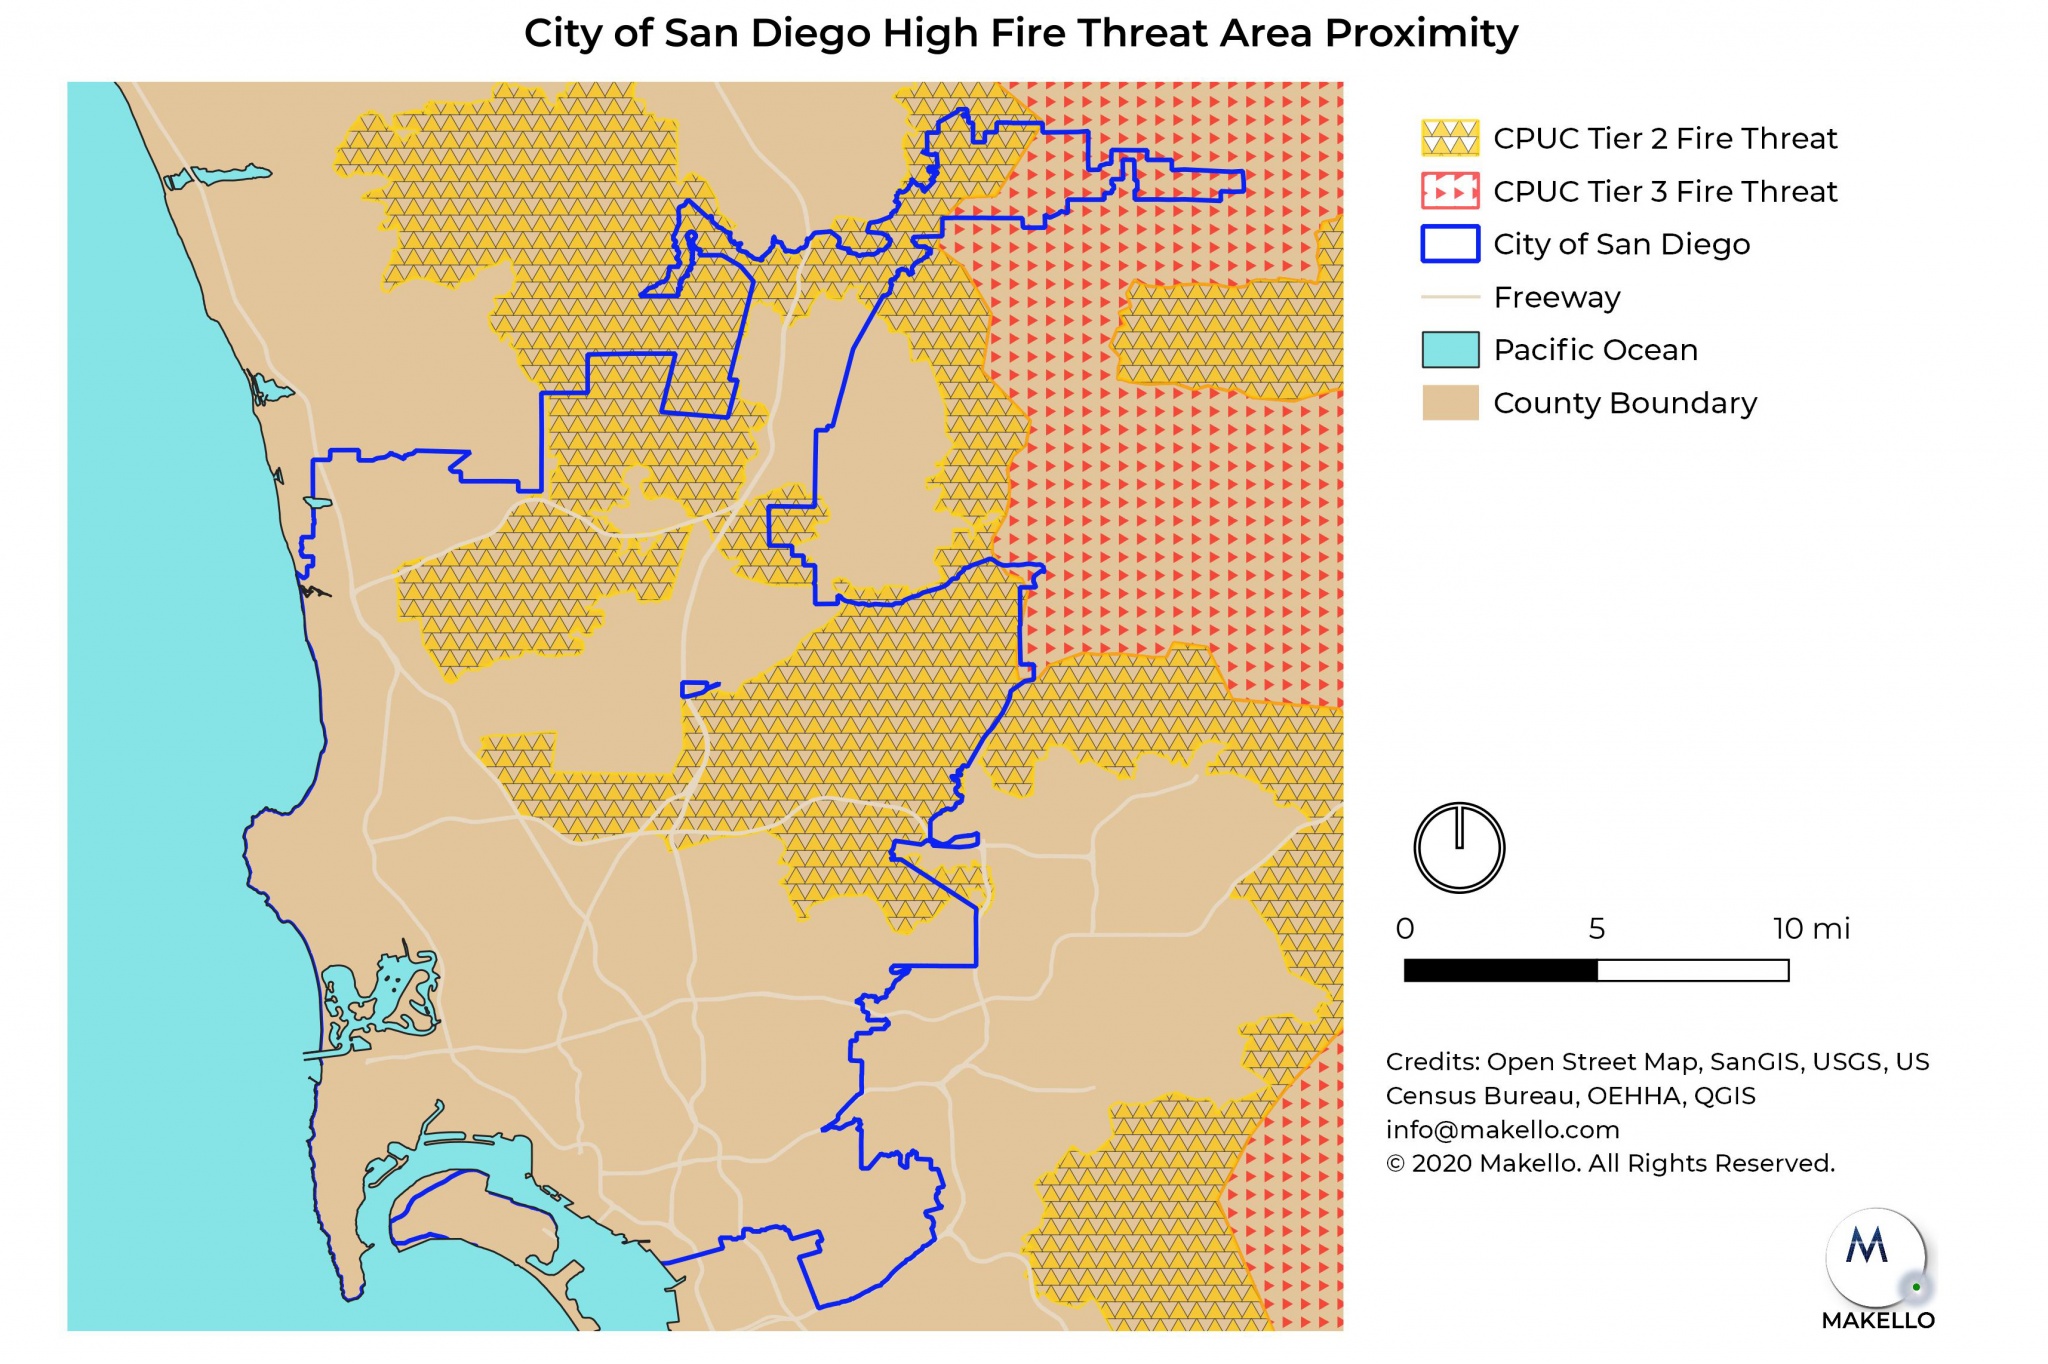 City of San Diego High Fire Threat Area Proximity
CPUC Tier 2 Fire Threat
CPUC Tier 3 Fire Threat
City of San Diego
Freeway
Pacific Ocean
County Boundary
0 5 10 mi
Credits: Open Street Map, SanGIS, USGS, US
Census Bureau, OEHHA, QGIS
info@makello.com
© 2020 Makello. All Rights Reserved.
M
MAKELLO